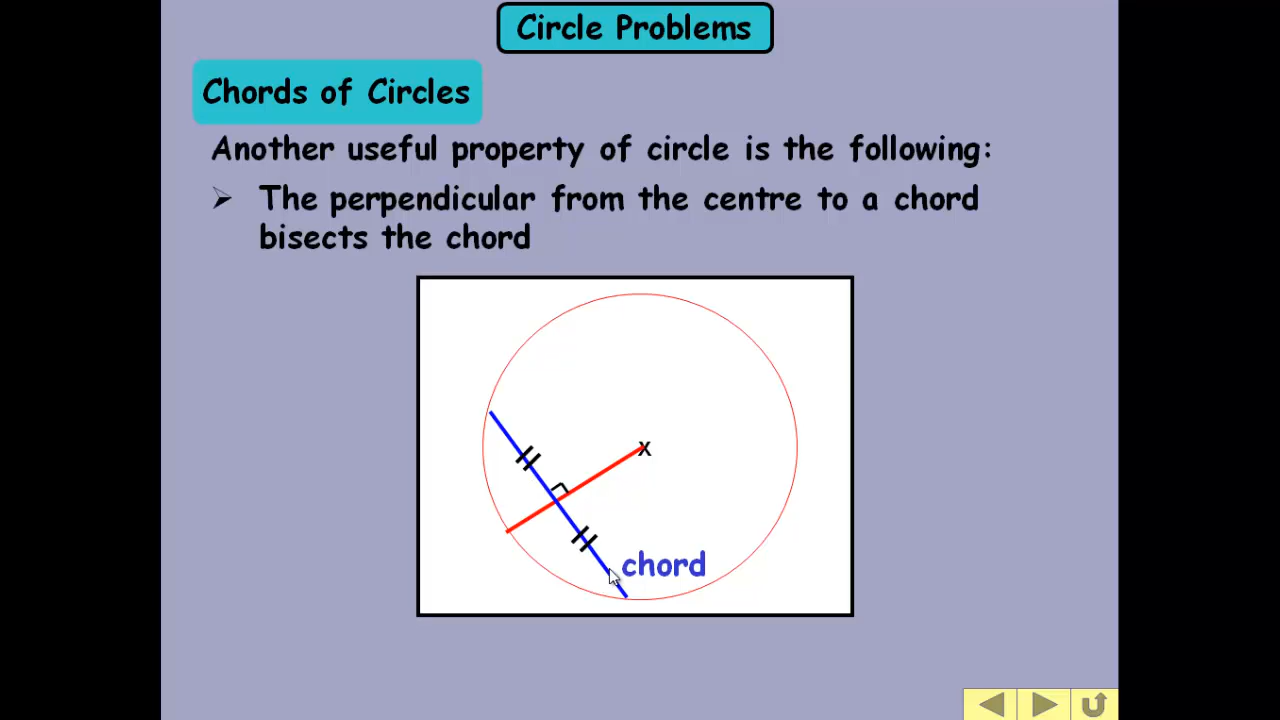 Circle Problems
Chords of Circles
Another useful property of circle is the following:
The perpendicular from the centre to a chord
bisects the chord
x
chord